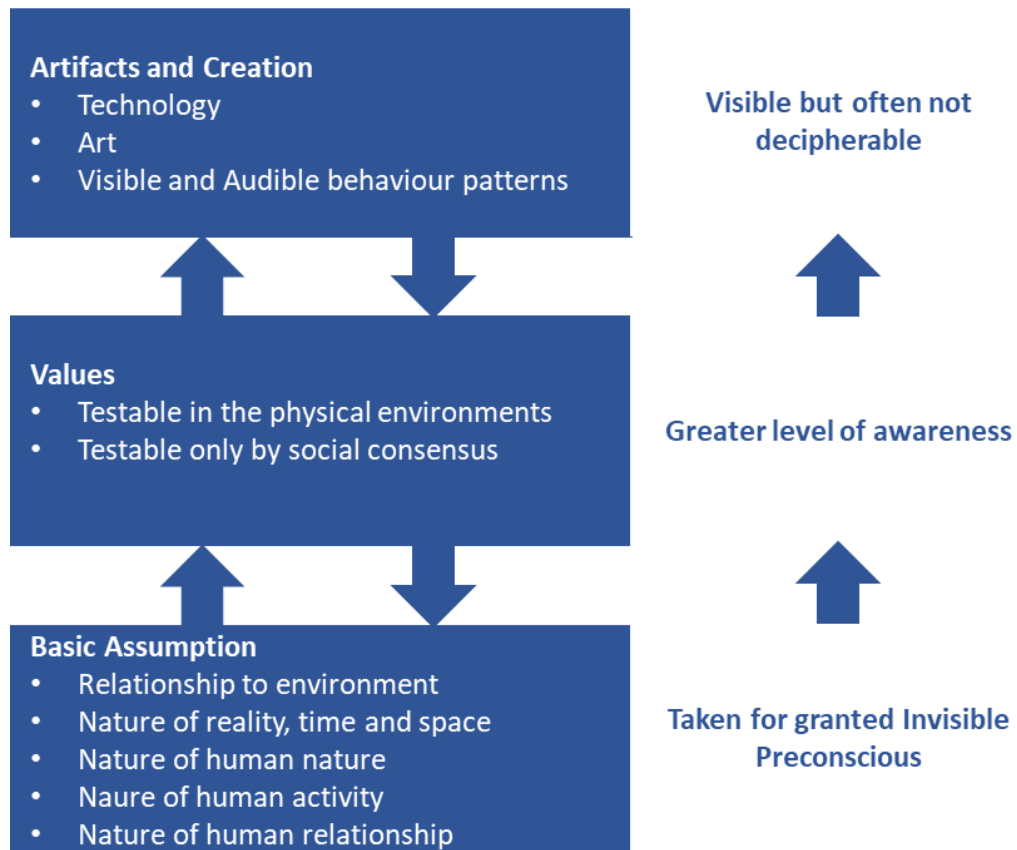 Artifacts and Creation
• Technology
• Art
• Visible and Audible behaviour patterns
Visible but often not
decipherable
Values
• Testable in the physical environments
• Testable only by social consensus
Greater level of awareness
Basic Assumption
• Relationship to environment
• Nature of reality, time and space
• Nature of human nature
• Naure of human activity
• Nature of human relationship
Taken for granted Invisible
Preconscious